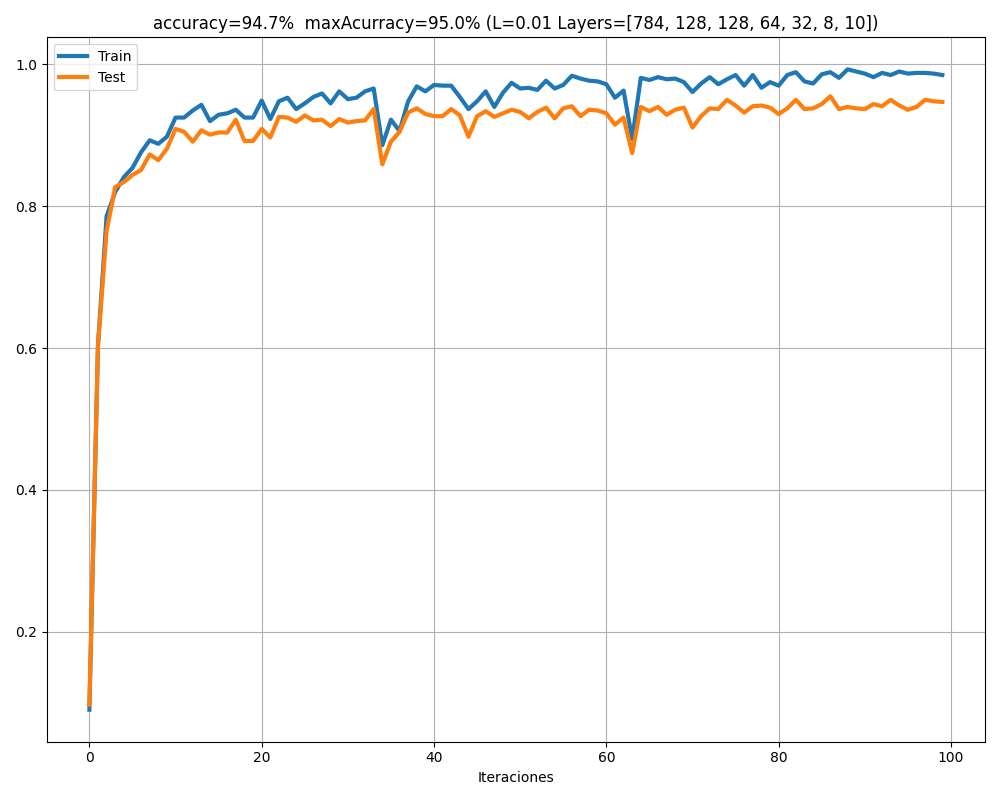 accuracy=94.7%  maxAcurracy=95.0% (L=0.01 Layers=[784, 128, 128, 64, 32, 8, 10])
Train
Test
1.0
0.8
0.6
0.4
0.2
0 20 40 60 80 100
Iteraciones